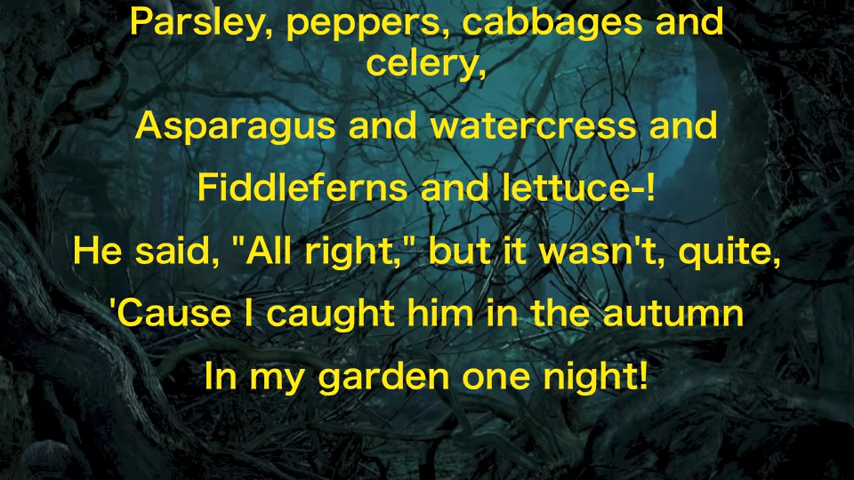 Parsley, peppers, cabbages and
celery,
Asparagus and watercress and
Fiddleferns and lettuce-!
He said, "All right," but it wasn't, quite,
'Cause I caught him in the autumn
In my garden one night!